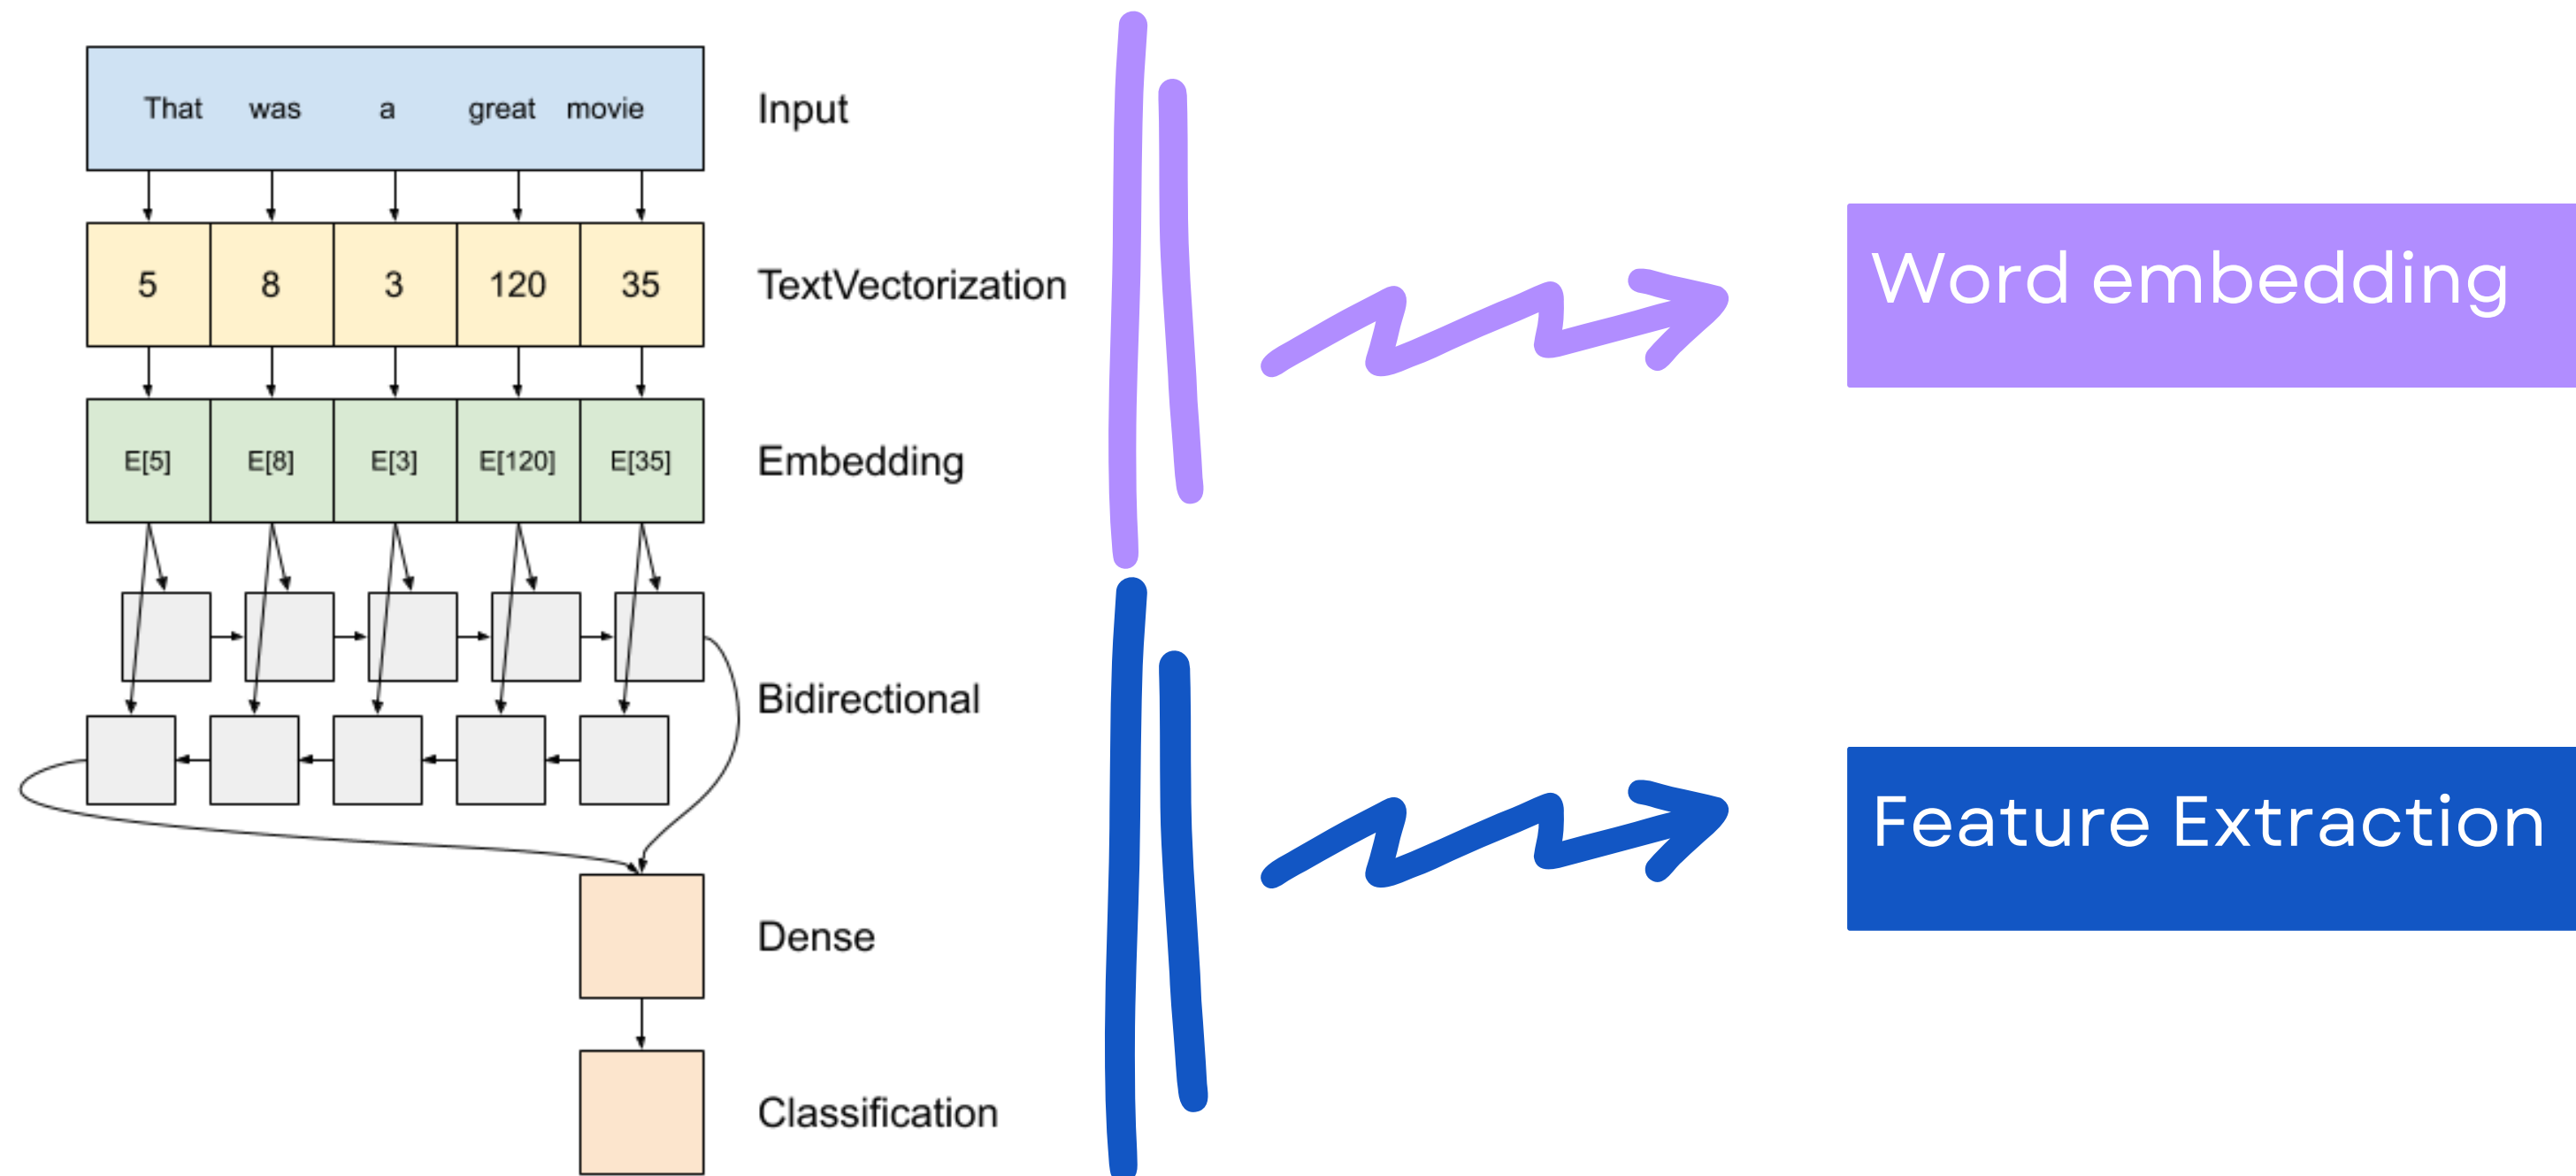 That was a great movie
Input
5 8 3 120 35
TextVectorization
Word embedding
E[5] E[8] E[3] E[120] E[35]
Embedding
Bidirectional
Feature Extraction
Dense
Classification